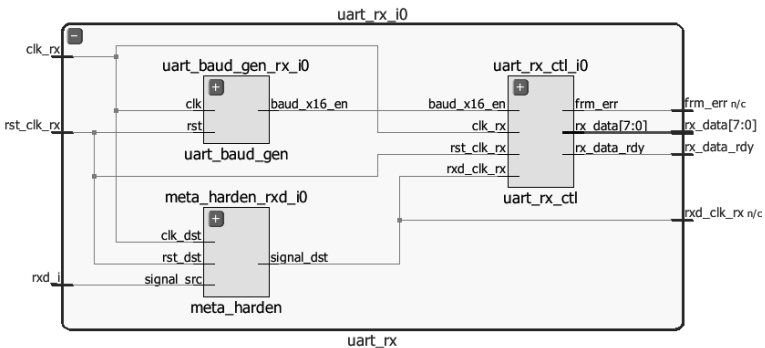 uart_rx_i0
clk_rx
uart_baud_gen_rx_i0
uart_rx_ctl_i0
clk
baud_x16_en
baud_x16_en
frm_err
frm_err n/c
rst_clk_rx
rst
clk_rx
rx_data[7:0]
rx_data[7:0]
uart_baud_gen
rst_clk_rx
rx_data_rdy
rx_data_rdy
rxd_clk_rx
meta_harden_rxd_i0
uart_rx_ctl
rxd_clk_rx n/c
clk_dst
rst_dst
signal_dst
rxd_i
signal_src
meta_harden
uart_rx